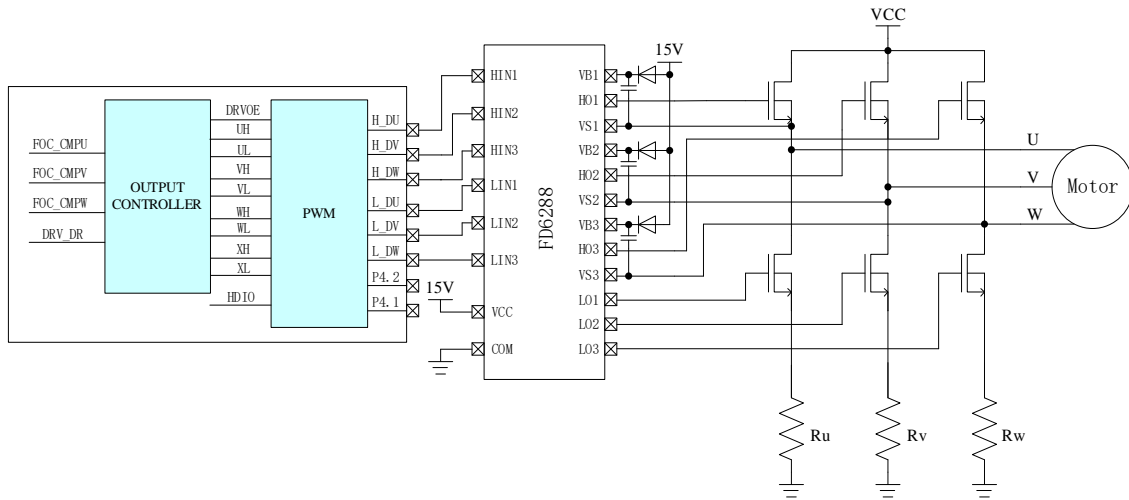 VCC
15V
HIN1
VB1
HO1
DRVOE
H_DU
HIN2
VS1
UH
FOC_CMPU
H_DV
HIN3
VB2
U
UL
FOC_CMPV
VH
H_DW
LIN1
HO2
V
Motor
OUTPUT
CONTROLLER
VL
PWM
L_DU
FD6288
VS2
FOC_CMPW
WH
L_DV
LIN2
VB3
W
DRV_DR
WL
L_DW
LIN3
HO3
XH
XL
P4.2
VS3
15V
HDIO
P4.1
VCC
LO1
LO2
COM
LO3
Ru
Rv
Rw